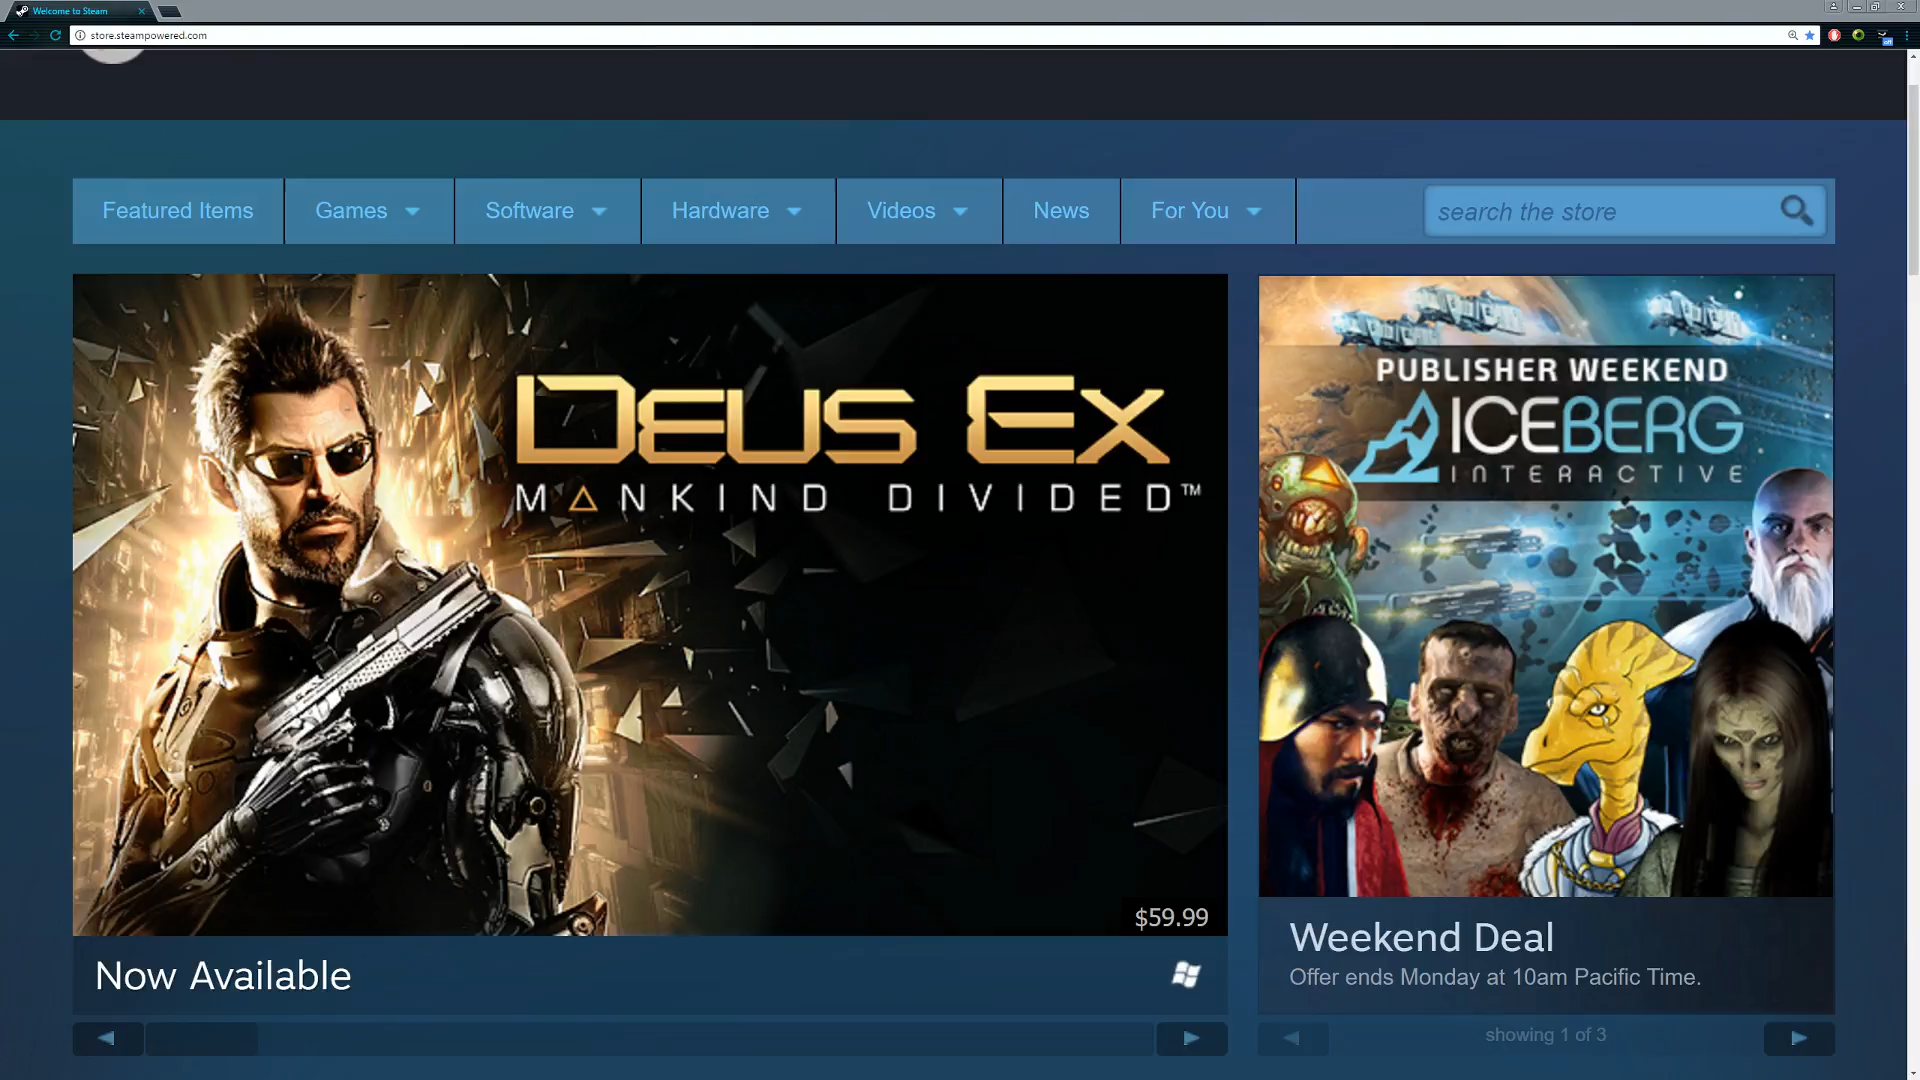 Welcome to Steam
store.steampowered.com
Featured Items
Games
Software
Hardware
Videos
News
For You
search the store
DEUS EX
MANKIND DIVIDED™
$59.99
Now Available
PUBLISHER WEEKEND
ICEBERG
INTERACTIVE
Weekend Deal
Offer ends Monday at 10am Pacific Time.
showing 1 of 3